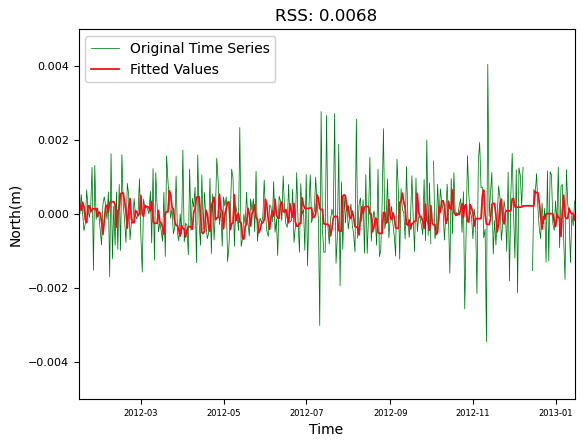 RSS: 0.0068
Original Time Series
Fitted Values
0.004
0.002
0.000
−0.002
−0.004
North(m)
2012-03 2012-05 2012-07 2012-09 2012-11 2013-01
Time